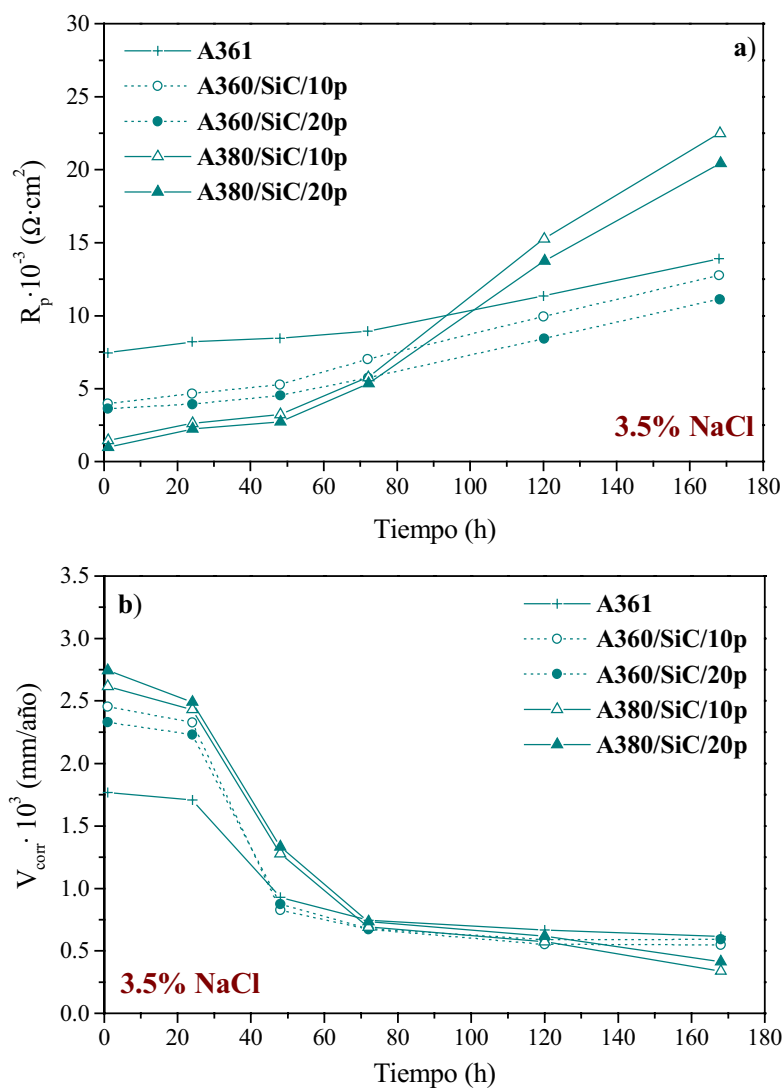 a)
A361
A360/SiC/10p
A360/SiC/20p
A380/SiC/10p
A380/SiC/20p
30
25
20
15
10
5
0
Rp·10⁻³ (Ω·cm²)
3.5% NaCl
0 20 40 60 80 100 120 140 160 180
Tiempo (h)
b)
A361
A360/SiC/10p
A360/SiC/20p
A380/SiC/10p
A380/SiC/20p
3.5
3.0
2.5
2.0
1.5
1.0
0.5
0.0
Vcorr· 10³ (mm/año)
3.5% NaCl
0 20 40 60 80 100 120 140 160 180
Tiempo (h)